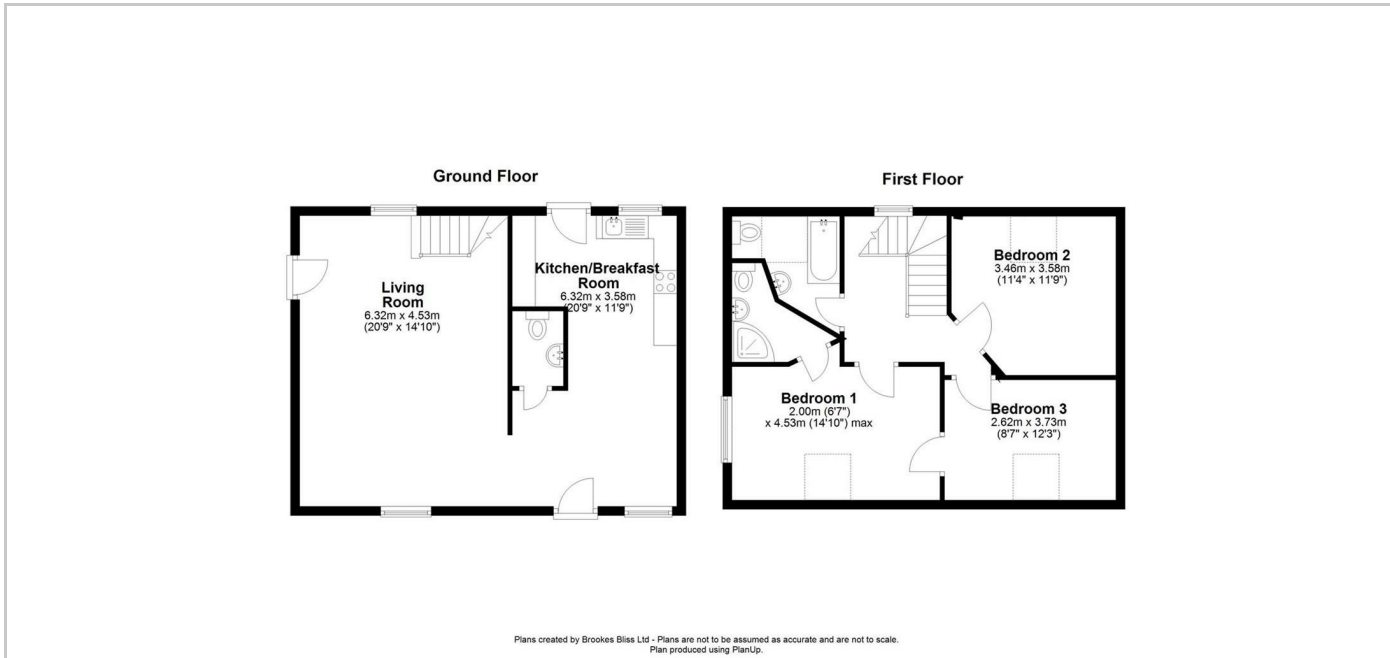 Ground Floor
Living
Room
6.32m x 4.53m
(20'9" x 14'10")
Kitchen/Breakfast
Room
6.32m x 3.58m
(20'9" x 11'9")
First Floor
Bedroom 2
3.46m x 3.58m
(11'4" x 11'9")
Bedroom 1
2.00m (6'7")
x 4.53m (14'10") max
Bedroom 3
2.62m x 3.73m
(8'7" x 12'3")
Plans created by Brookes Bliss Ltd - Plans are not to be assumed as accurate and are not to scale.
Plan produced using PlanUp.